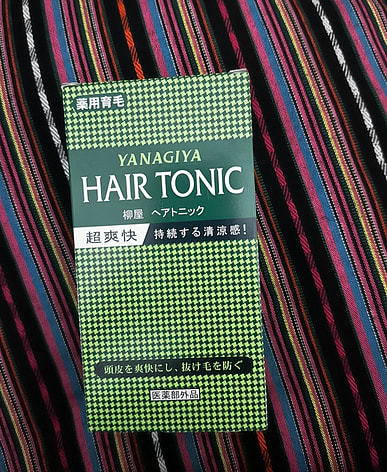 薬用育毛
YANAGIYA
HAIR TONIC
柳屋 ヘアトニック
超爽快 持続する清涼感!
頭皮を爽快にし、抜け毛を防ぐ
医薬部外品